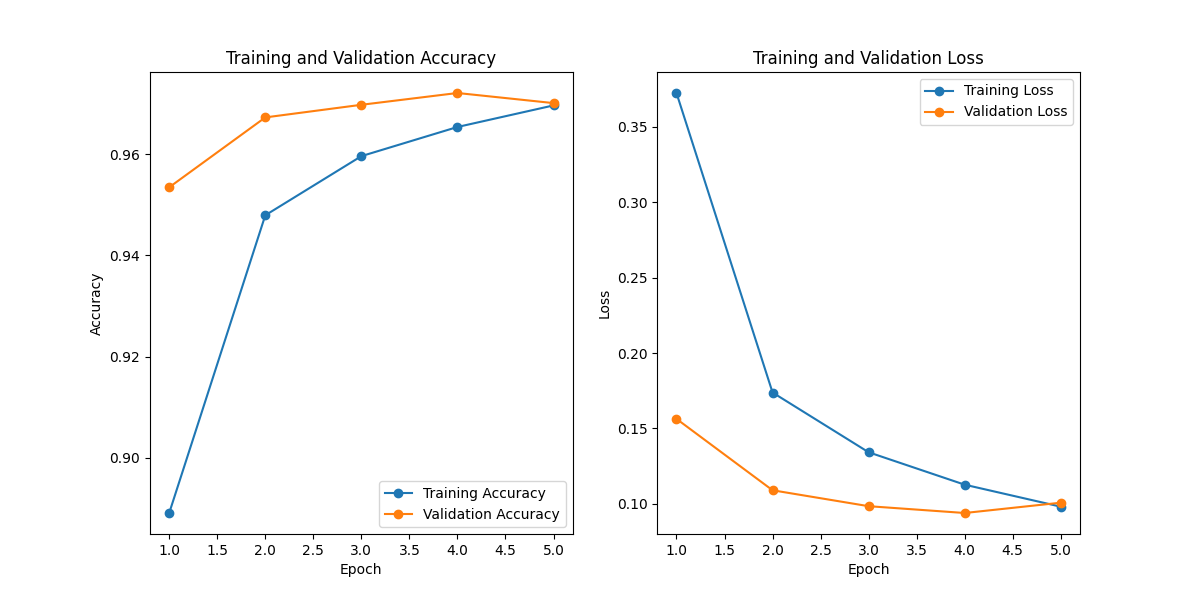 Training and Validation Accuracy
Accuracy
0.96
0.94
0.92
0.90
Training Accuracy
Validation Accuracy
1.0 1.5 2.0 2.5 3.0 3.5 4.0 4.5 5.0
Epoch
Training and Validation Loss
Training Loss
Validation Loss
Loss
0.35
0.30
0.25
0.20
0.15
0.10
1.0 1.5 2.0 2.5 3.0 3.5 4.0 4.5 5.0
Epoch